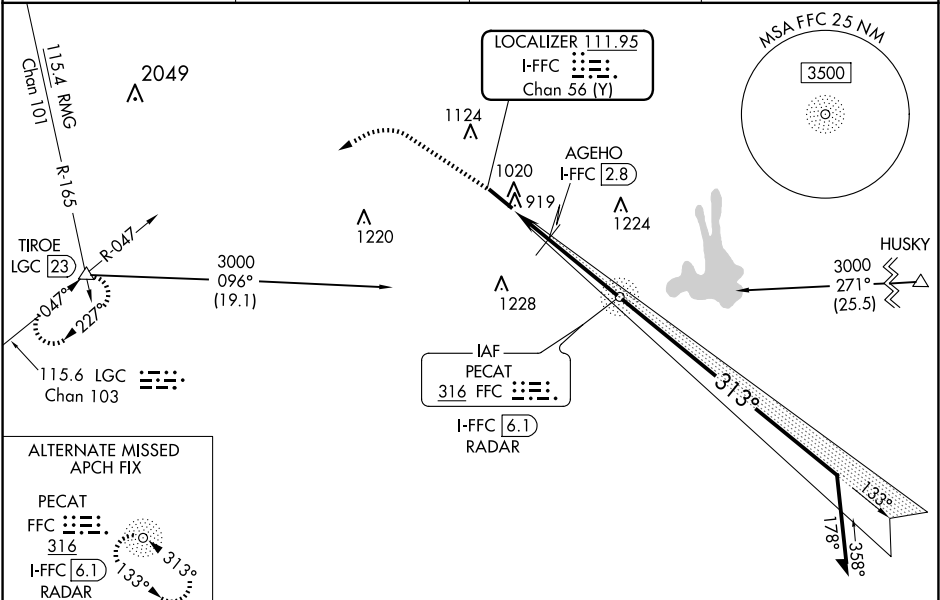 115.4 RMG
Chan 101
R-165
2049
LOCALIZER 111.95
I-FFC
Chan 56 (Y)
MSA FFC 25 NM
3500
1124
1020
919
AGEHO
I-FFC 2.8
1224
1220
1228
TIROE
LGC 23
R-047
047°
227°
3000
096°
(19.1)
HUSKY
3000
271°
(25.5)
115.6 LGC
Chan 103
IAF
PECAT
316 FFC
I-FFC 6.1
RADAR
313°
133°
178°
358°
ALTERNATE MISSED
APCH FIX
PECAT
FFC
316
I-FFC 6.1
RADAR
313°
133°